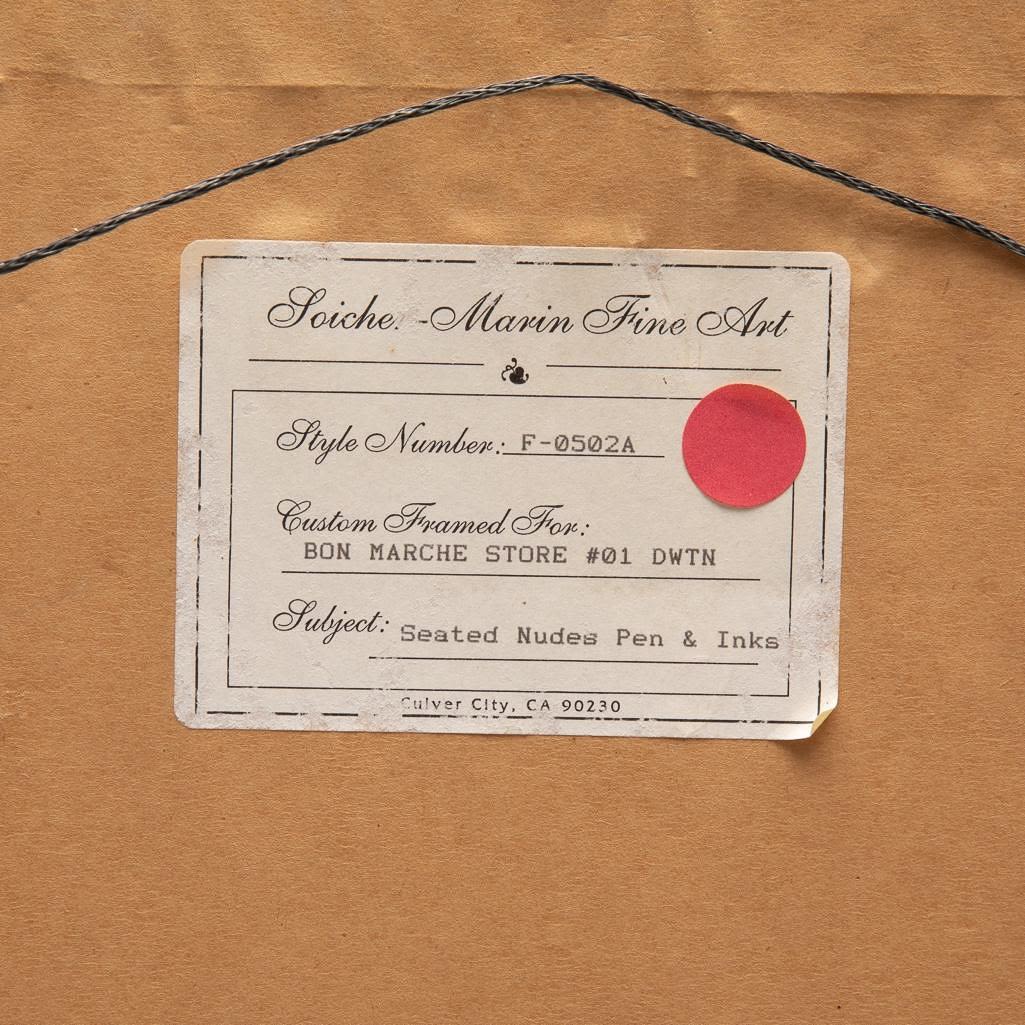 Soiche -Marin Fine Art
Style Number: F-0502A
Custom Framed For:
BON MARCHE STORE #01 DWTN
Subject: Seated Nudes Pen & Inks
Culver City, CA 90230